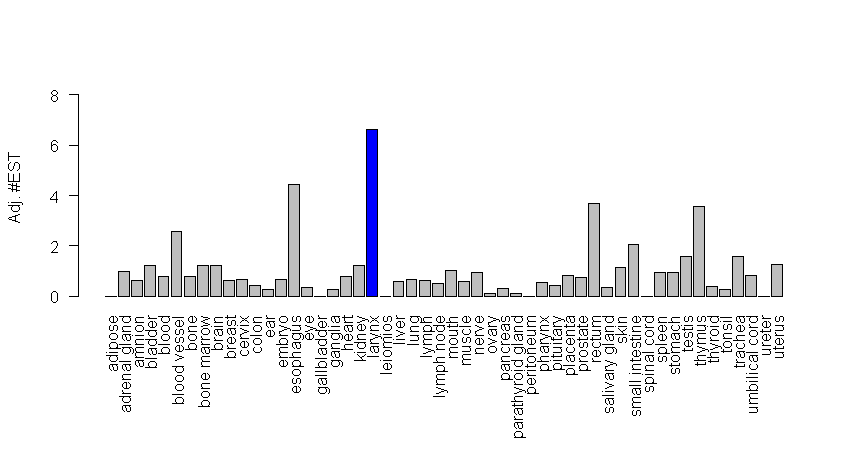 8
6
4
2
0
Adj. #EST
adipose
adrenal gland
amnion
bladder
blood
blood vessel
bone
bone marrow
brain
breast
cervix
colon
ear
embryo
esophagus
eye
gallbladder
ganglia
heart
kidney
larynx
leiomios
liver
lung
lymph
lymph node
mouth
muscle
nerve
ovary
pancreas
parathyroid gland
peritoneum
pharynx
pituitary
placenta
prostate
rectum
salivary gland
skin
small intestine
spinal cord
spleen
stomach
testis
thymus
thyroid
tonsil
trachea
umbilical cord
ureter
uterus